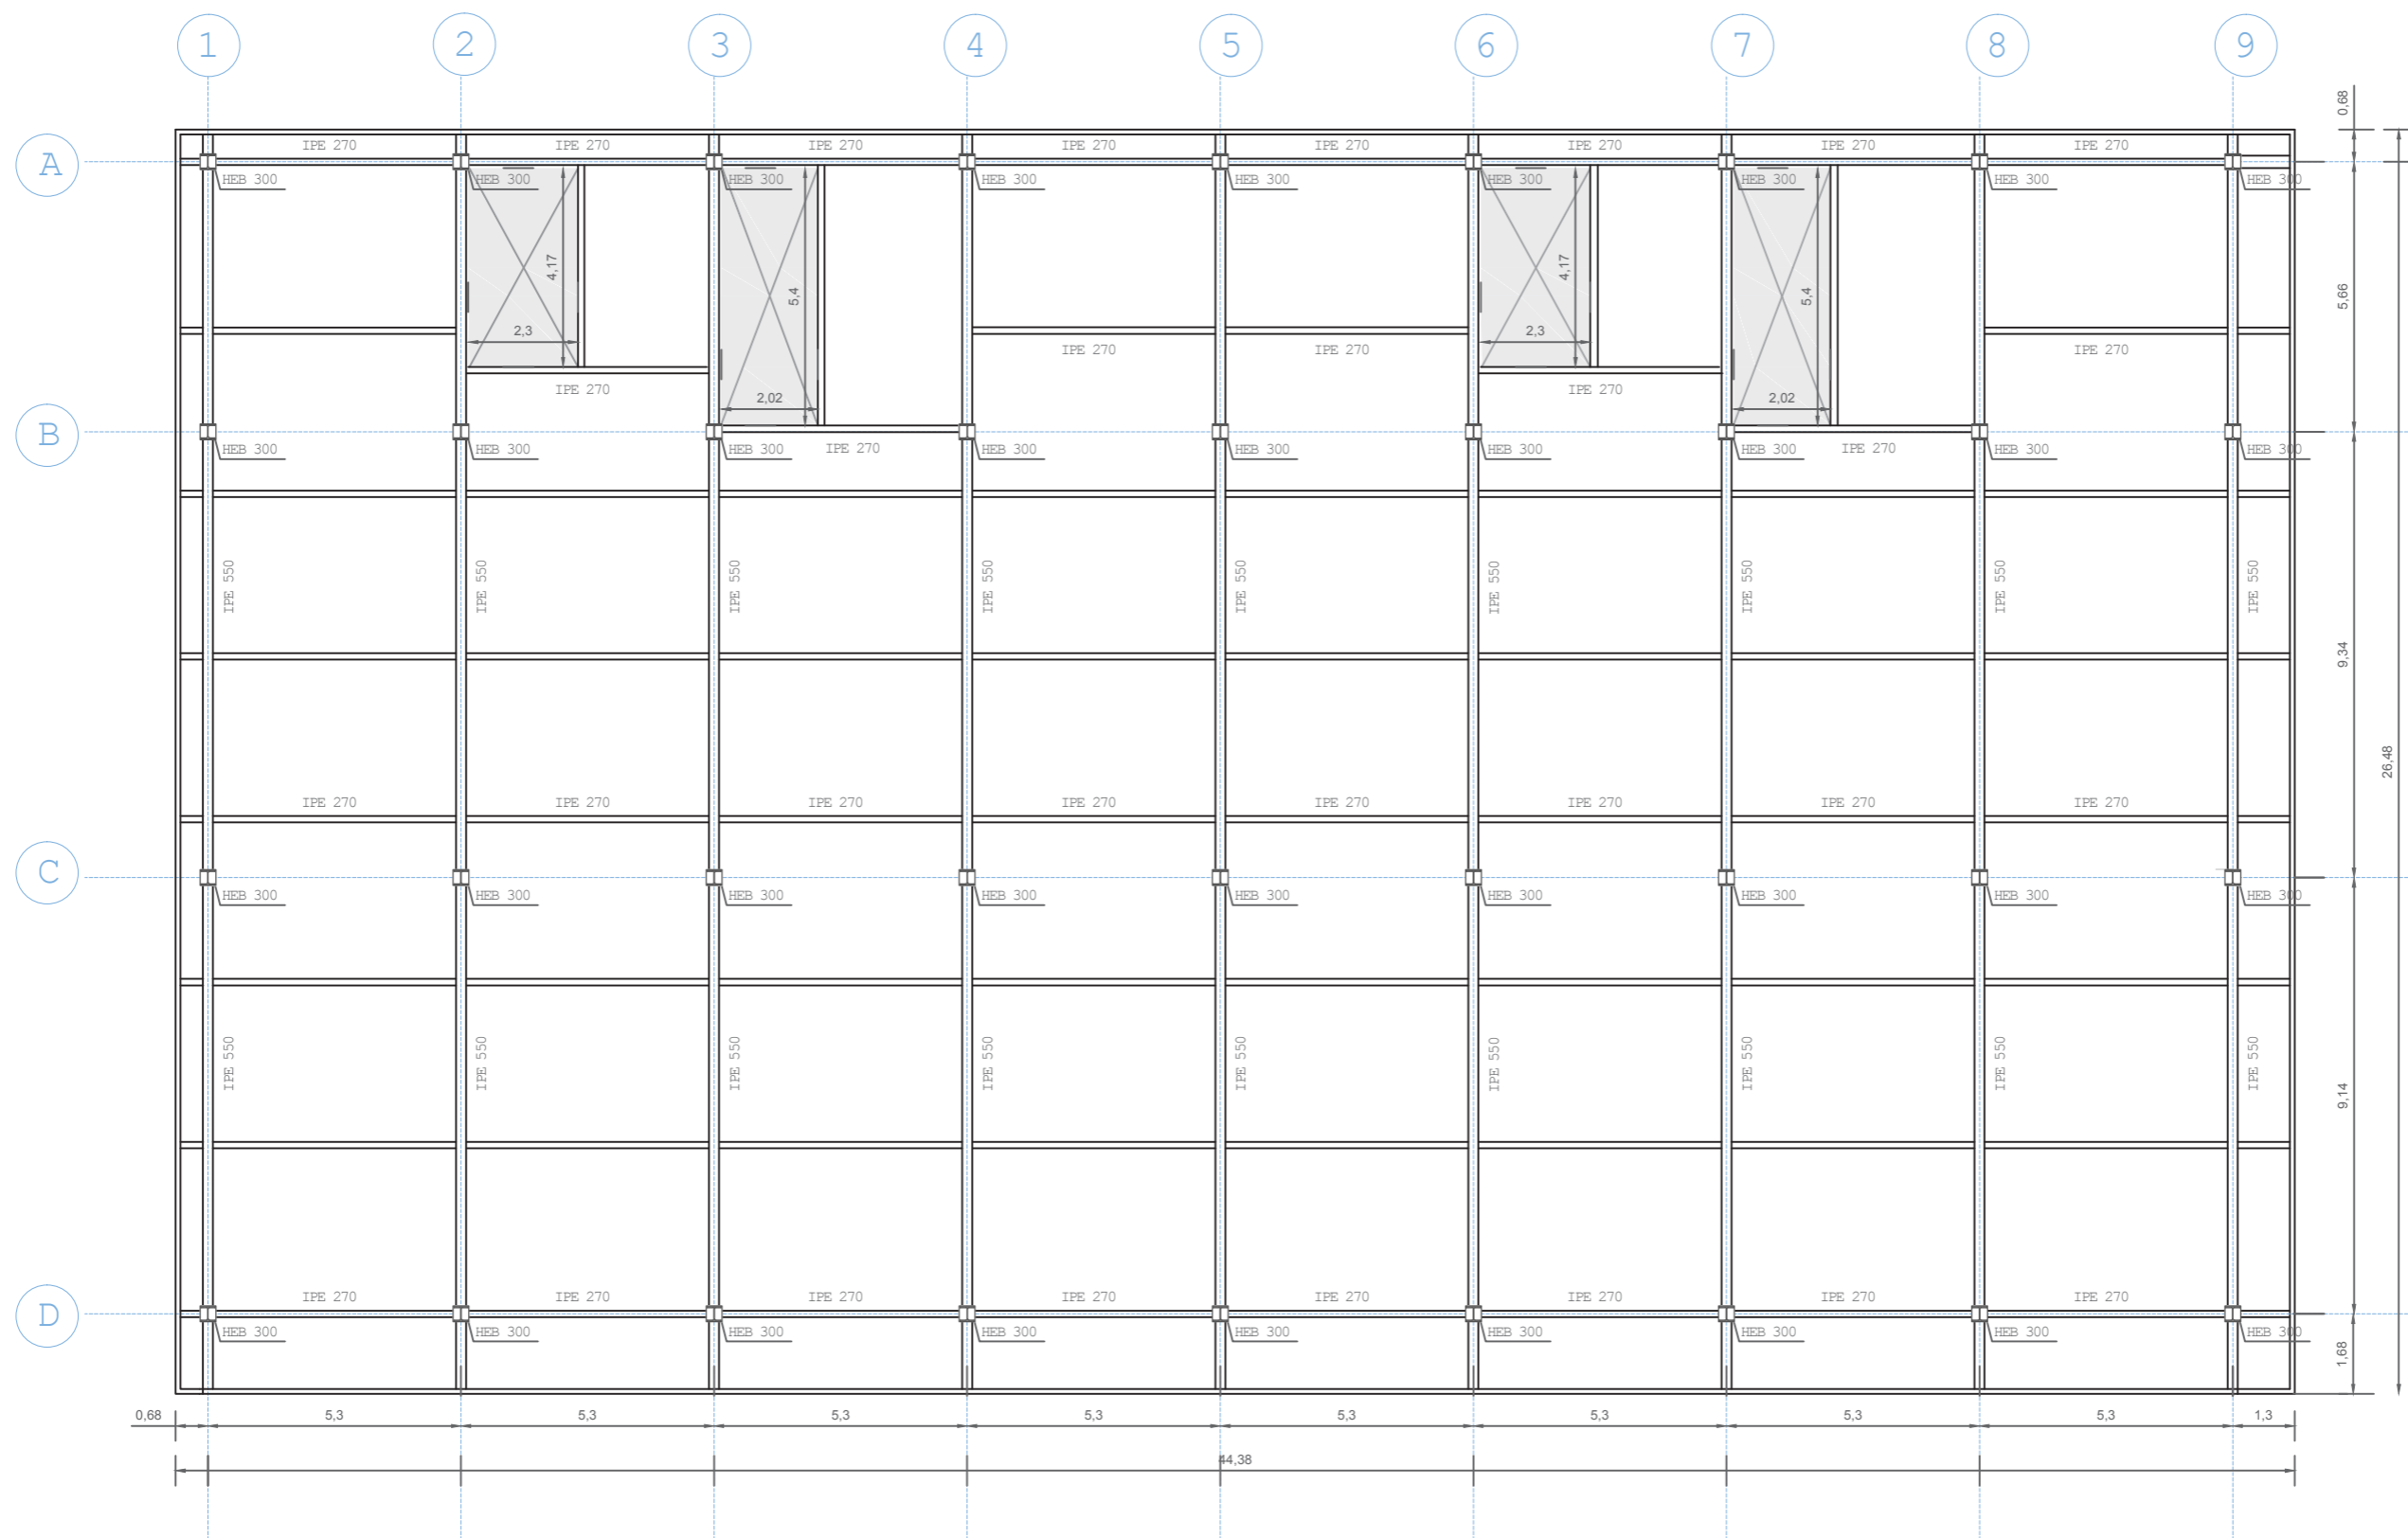 1 2 3 4 5 6 7 8 9
0,68
IPE 270 IPE 270 IPE 270 IPE 270 IPE 270 IPE 270 IPE 270 IPE 270
A
HEB 300 HEB 300 HEB 300 HEB 300 HEB 300 HEB 300 HEB 300 HEB 300 HEB 300
4,17 5,4 4,17 5,4 5,66
2,3 2,3
IPE 270 IPE 270 IPE 270
IPE 270 IPE 270
2,02 2,02
B
HEB 300 HEB 300 HEB 300 IPE 270 HEB 300 HEB 300 HEB 300 HEB 300 IPE 270 HEB 300 HEB 300
IPE 550 IPE 550 IPE 550 IPE 550 IPE 550 IPE 550 IPE 550 IPE 550 IPE 550
9,34
26,48
IPE 270 IPE 270 IPE 270 IPE 270 IPE 270 IPE 270 IPE 270 IPE 270
C
HEB 300 HEB 300 HEB 300 HEB 300 HEB 300 HEB 300 HEB 300 HEB 300 HEB 300
IPE 550 IPE 550 IPE 550 IPE 550 IPE 550 IPE 550 IPE 550 IPE 550 IPE 550
9,14
IPE 270 IPE 270 IPE 270 IPE 270 IPE 270 IPE 270 IPE 270 IPE 270
D
HEB 300 HEB 300 HEB 300 HEB 300 HEB 300 HEB 300 HEB 300 HEB 300 HEB 300
1,68
0,68 5,3 5,3 5,3 5,3 5,3 5,3 5,3 5,3 1,3
44,38